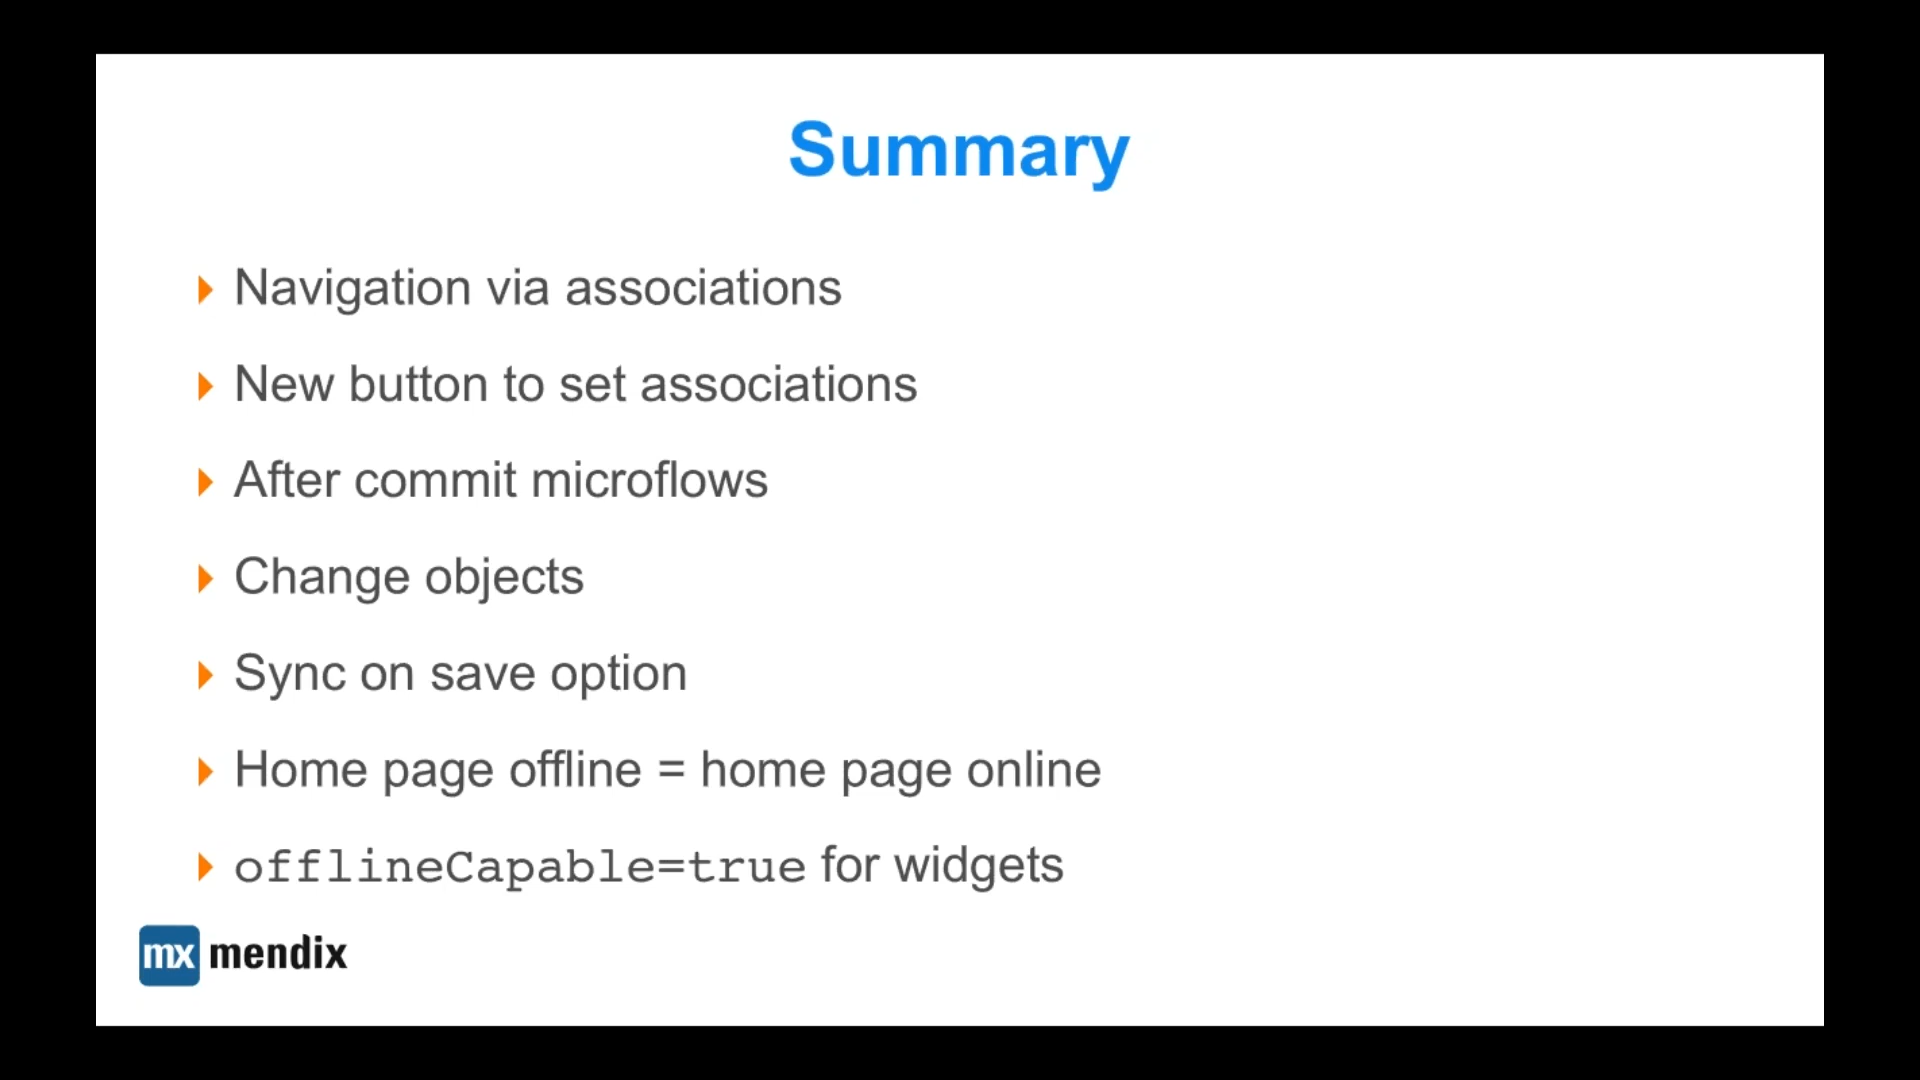 Summary
Navigation via associations
New button to set associations
After commit microflows
Change objects
Sync on save option
Home page offline = home page online
offlineCapable=true for widgets
mx mendix